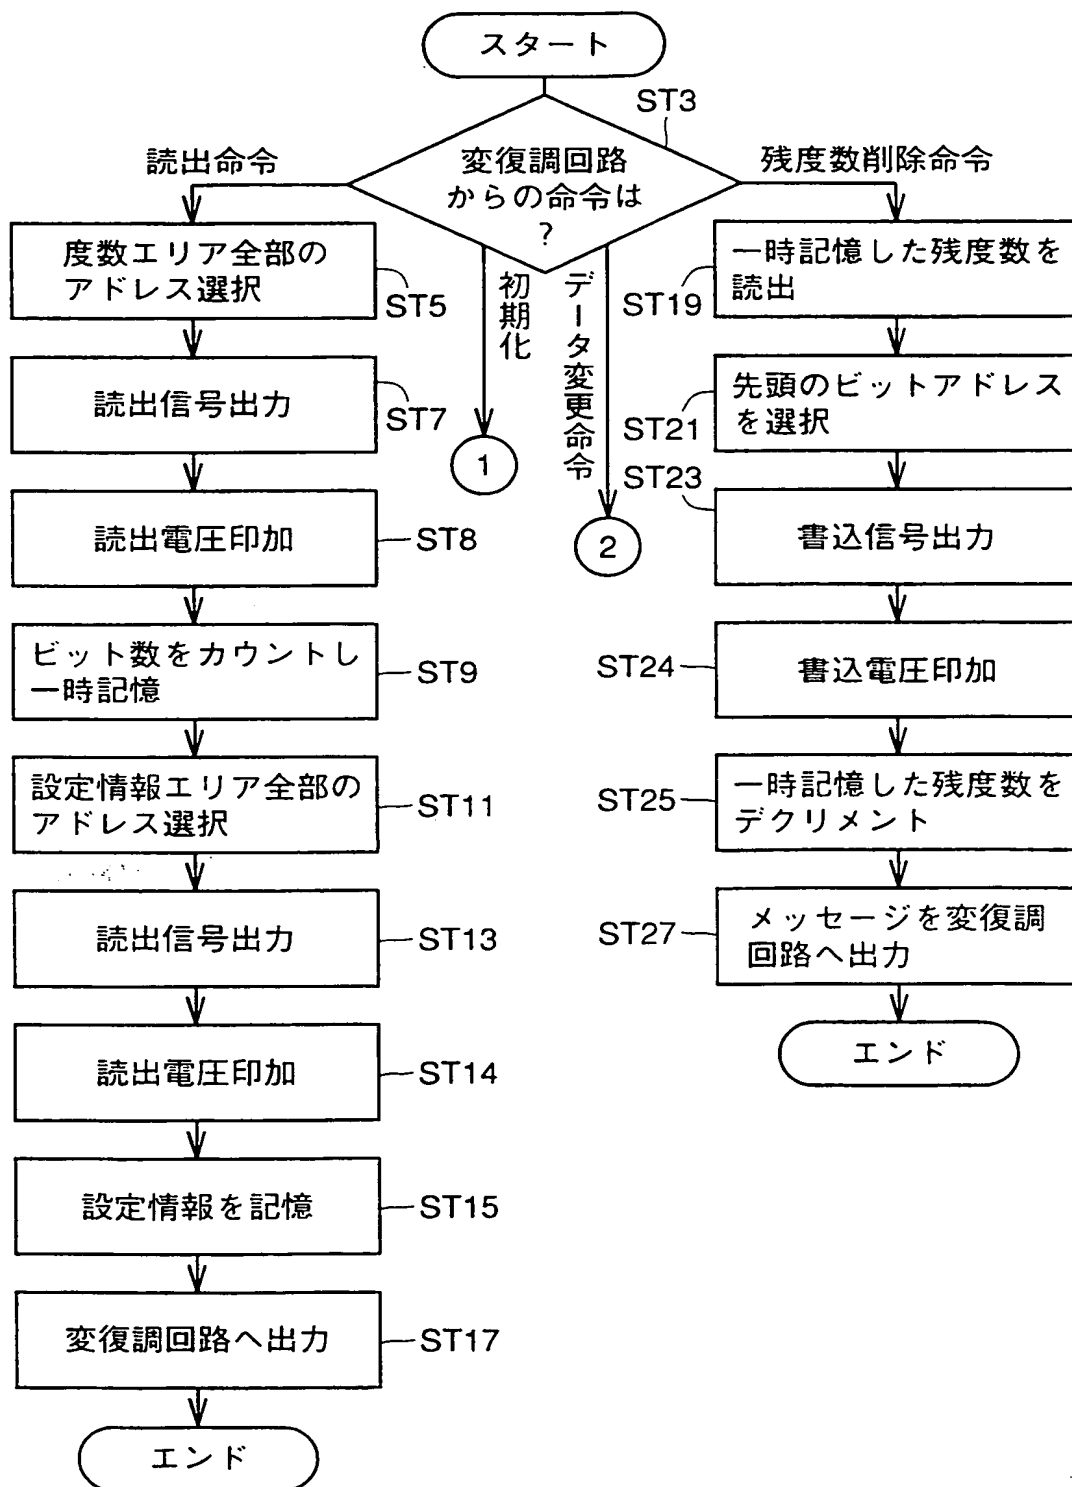 スタート
ST3
変復調回路
からの命令は
?
読出命令
度数エリア全部の
アドレス選択
ST5
読出信号出力
ST7
読出電圧印加
ST8
ビット数をカウントし
一時記憶
ST9
設定情報エリア全部の
アドレス選択
ST11
読出信号出力
ST13
読出電圧印加
ST14
設定情報を記憶
ST15
変復調回路へ出力
ST17
エンド
初期化
1
データ変更命令
2
残度数削除命令
一時記憶した残度数を
読出
ST19
先頭のビットアドレス
を選択
ST21
ST23
書込信号出力
ST24
書込電圧印加
ST25
一時記憶した残度数を
デクリメント
ST27
メッセージを変復調
回路へ出力
エンド